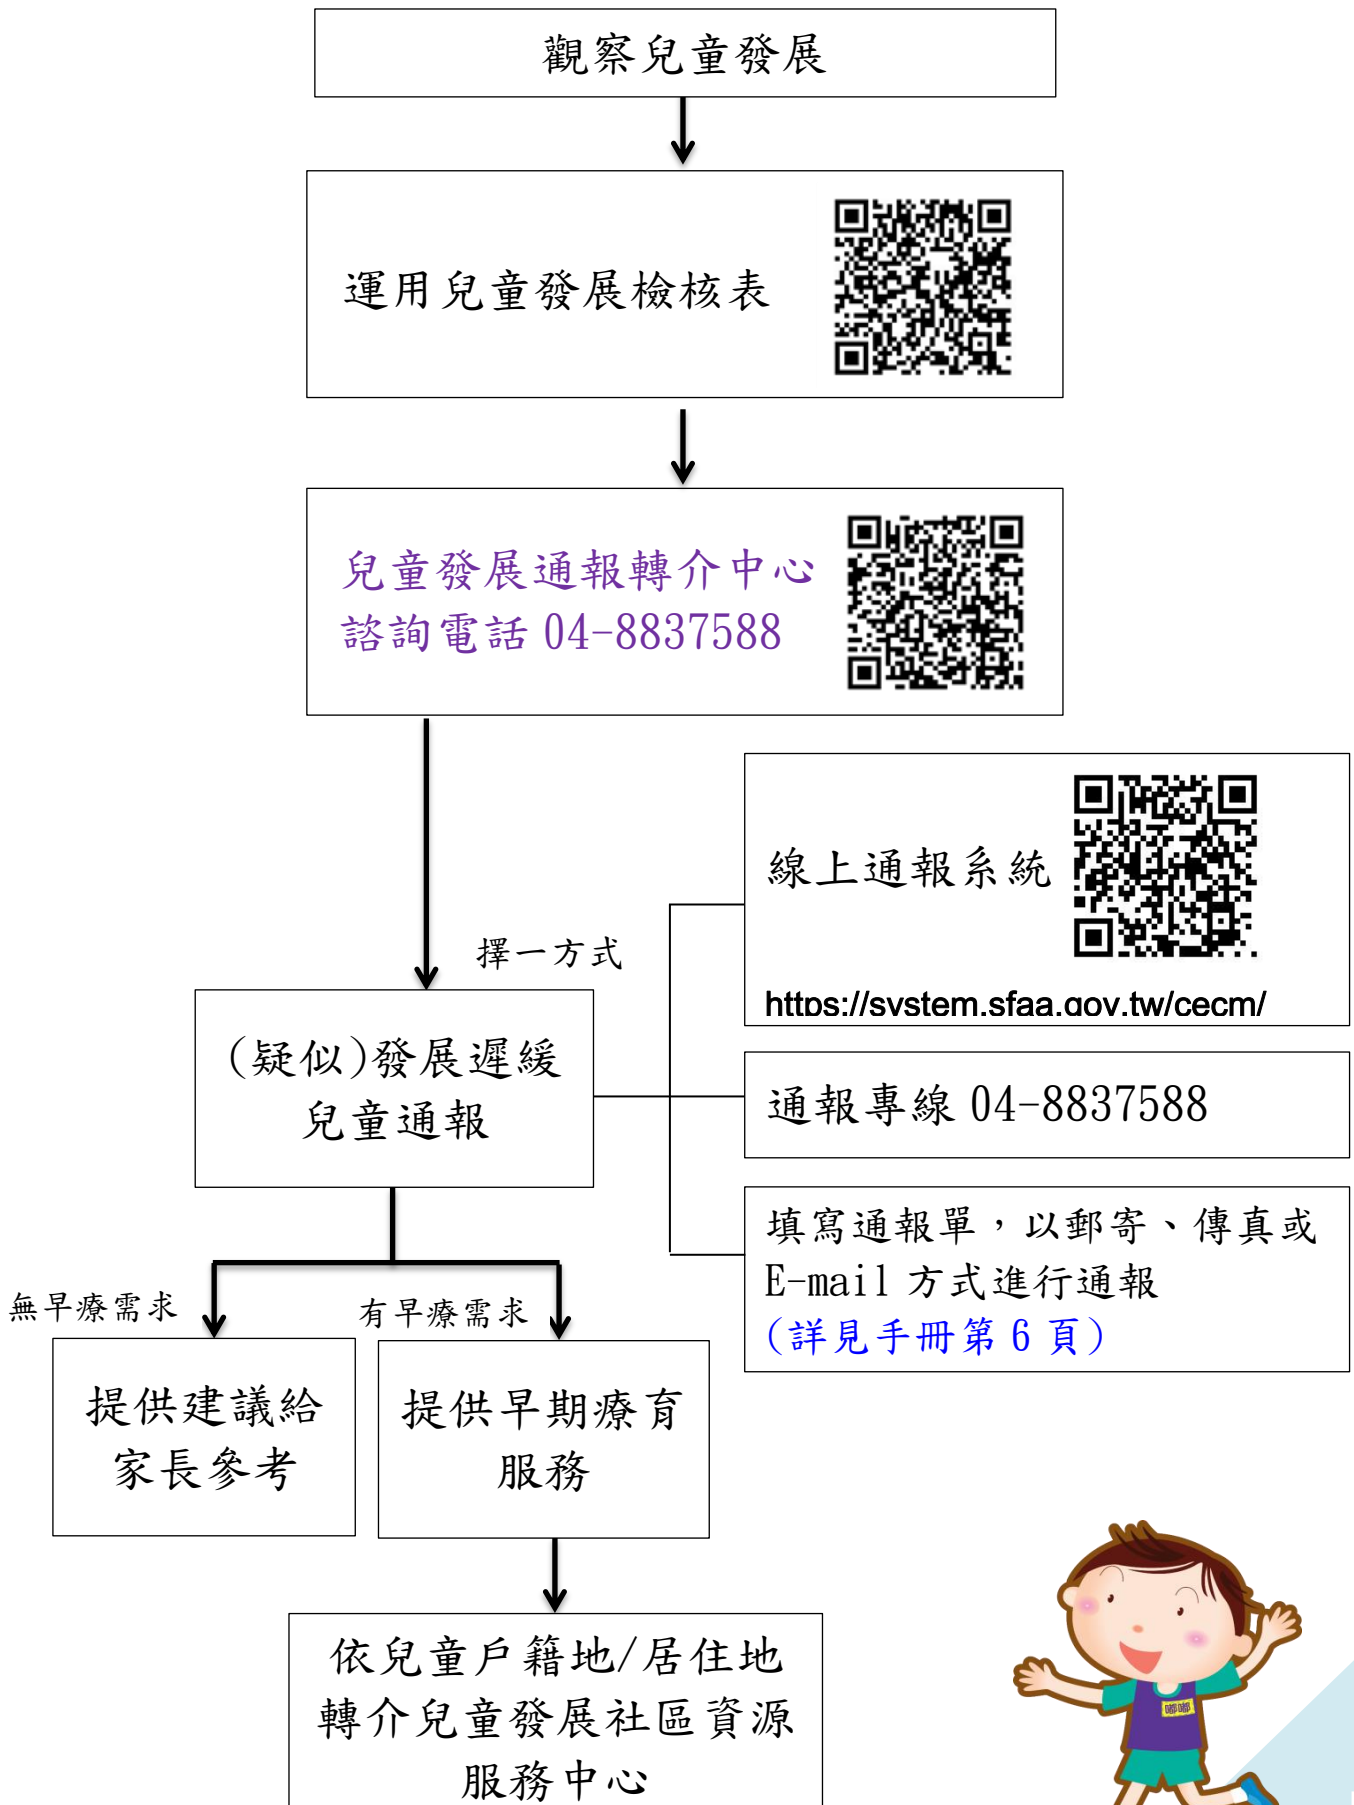 觀察兒童發展
運用兒童發展檢核表
兒童發展通報轉介中心
諮詢電話 04-8837588
線上通報系統
https://system.sfaa.gov.tw/cecm/
擇一方式
(疑似)發展遲緩
兒童通報
通報專線 04-8837588
填寫通報單，以郵寄、傳真或
E-mail 方式進行通報
(詳見手冊第 6 頁)
無早療需求
有早療需求
提供建議給
家長參考
提供早期療育
服務
依兒童戶籍地/居住地
轉介兒童發展社區資源
服務中心
嘟嘟